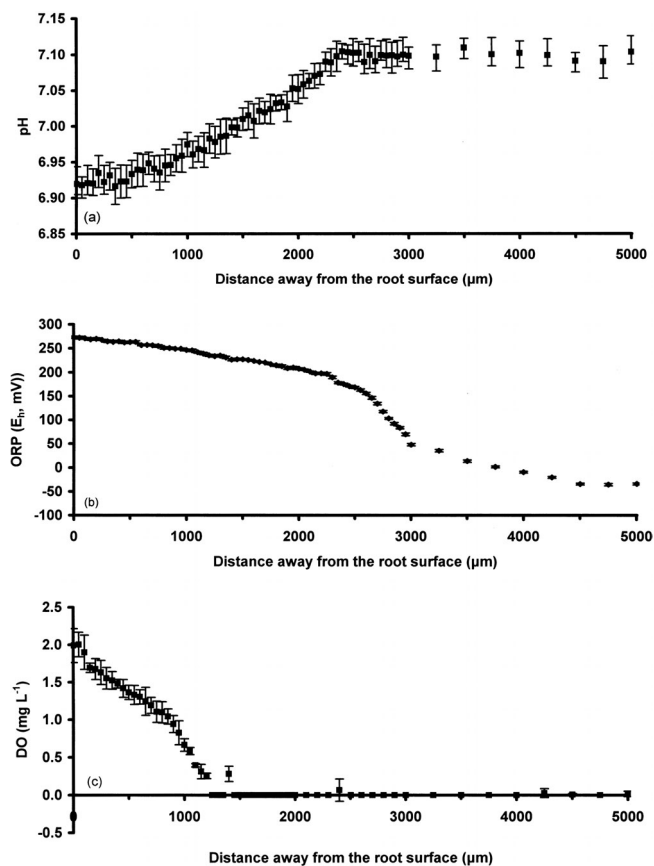 7.15
7.10
7.05
7.00
6.95
6.90
6.85
pH
(a)
0 1000 2000 3000 4000 5000
Distance away from the root surface (µm)
300
250
200
150
100
50
0
-50
-100
ORP (Eh, mV))
(b)
0 1000 2000 3000 4000 5000
Distance away from the root surface (µm)
2.5
2.0
1.5
1.0
0.5
0.0
-0.5
DO (mg L-1)
(c)
0 1000 2000 3000 4000 5000
Distance away from the root surface (µm)